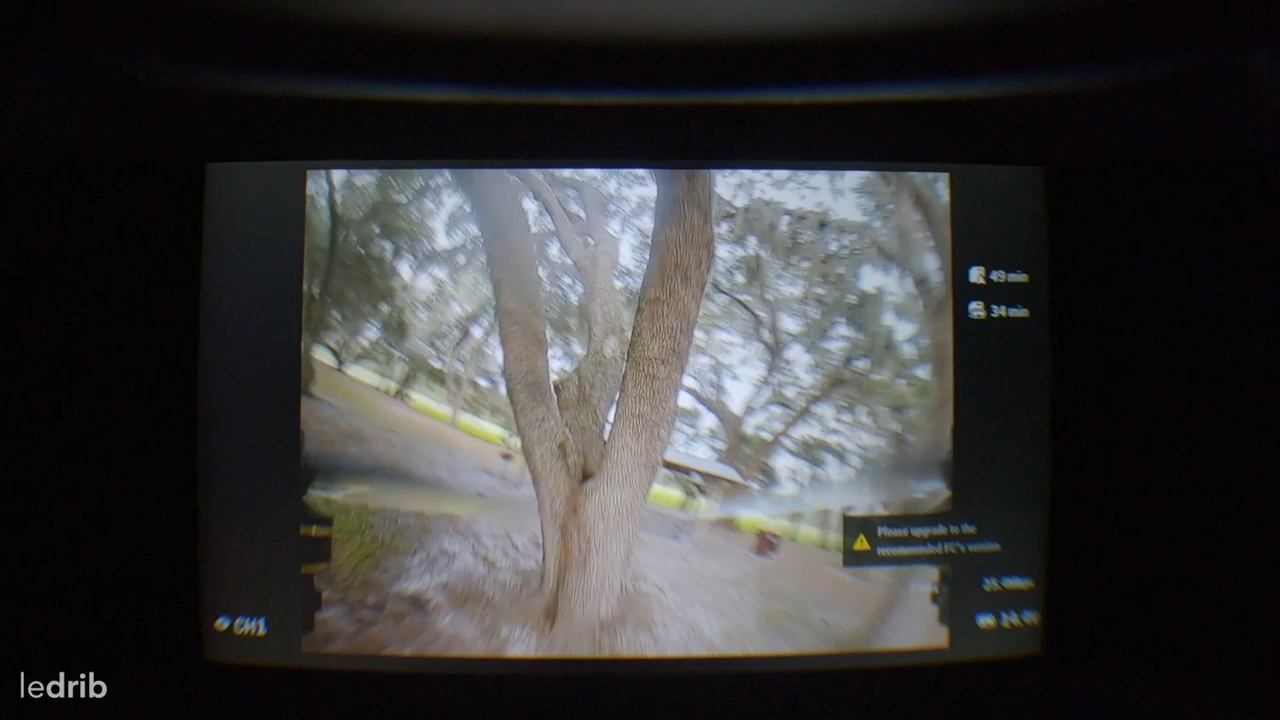 49 min
34 min
Please upgrade to the
recommended FC's version
CH1
ledrib